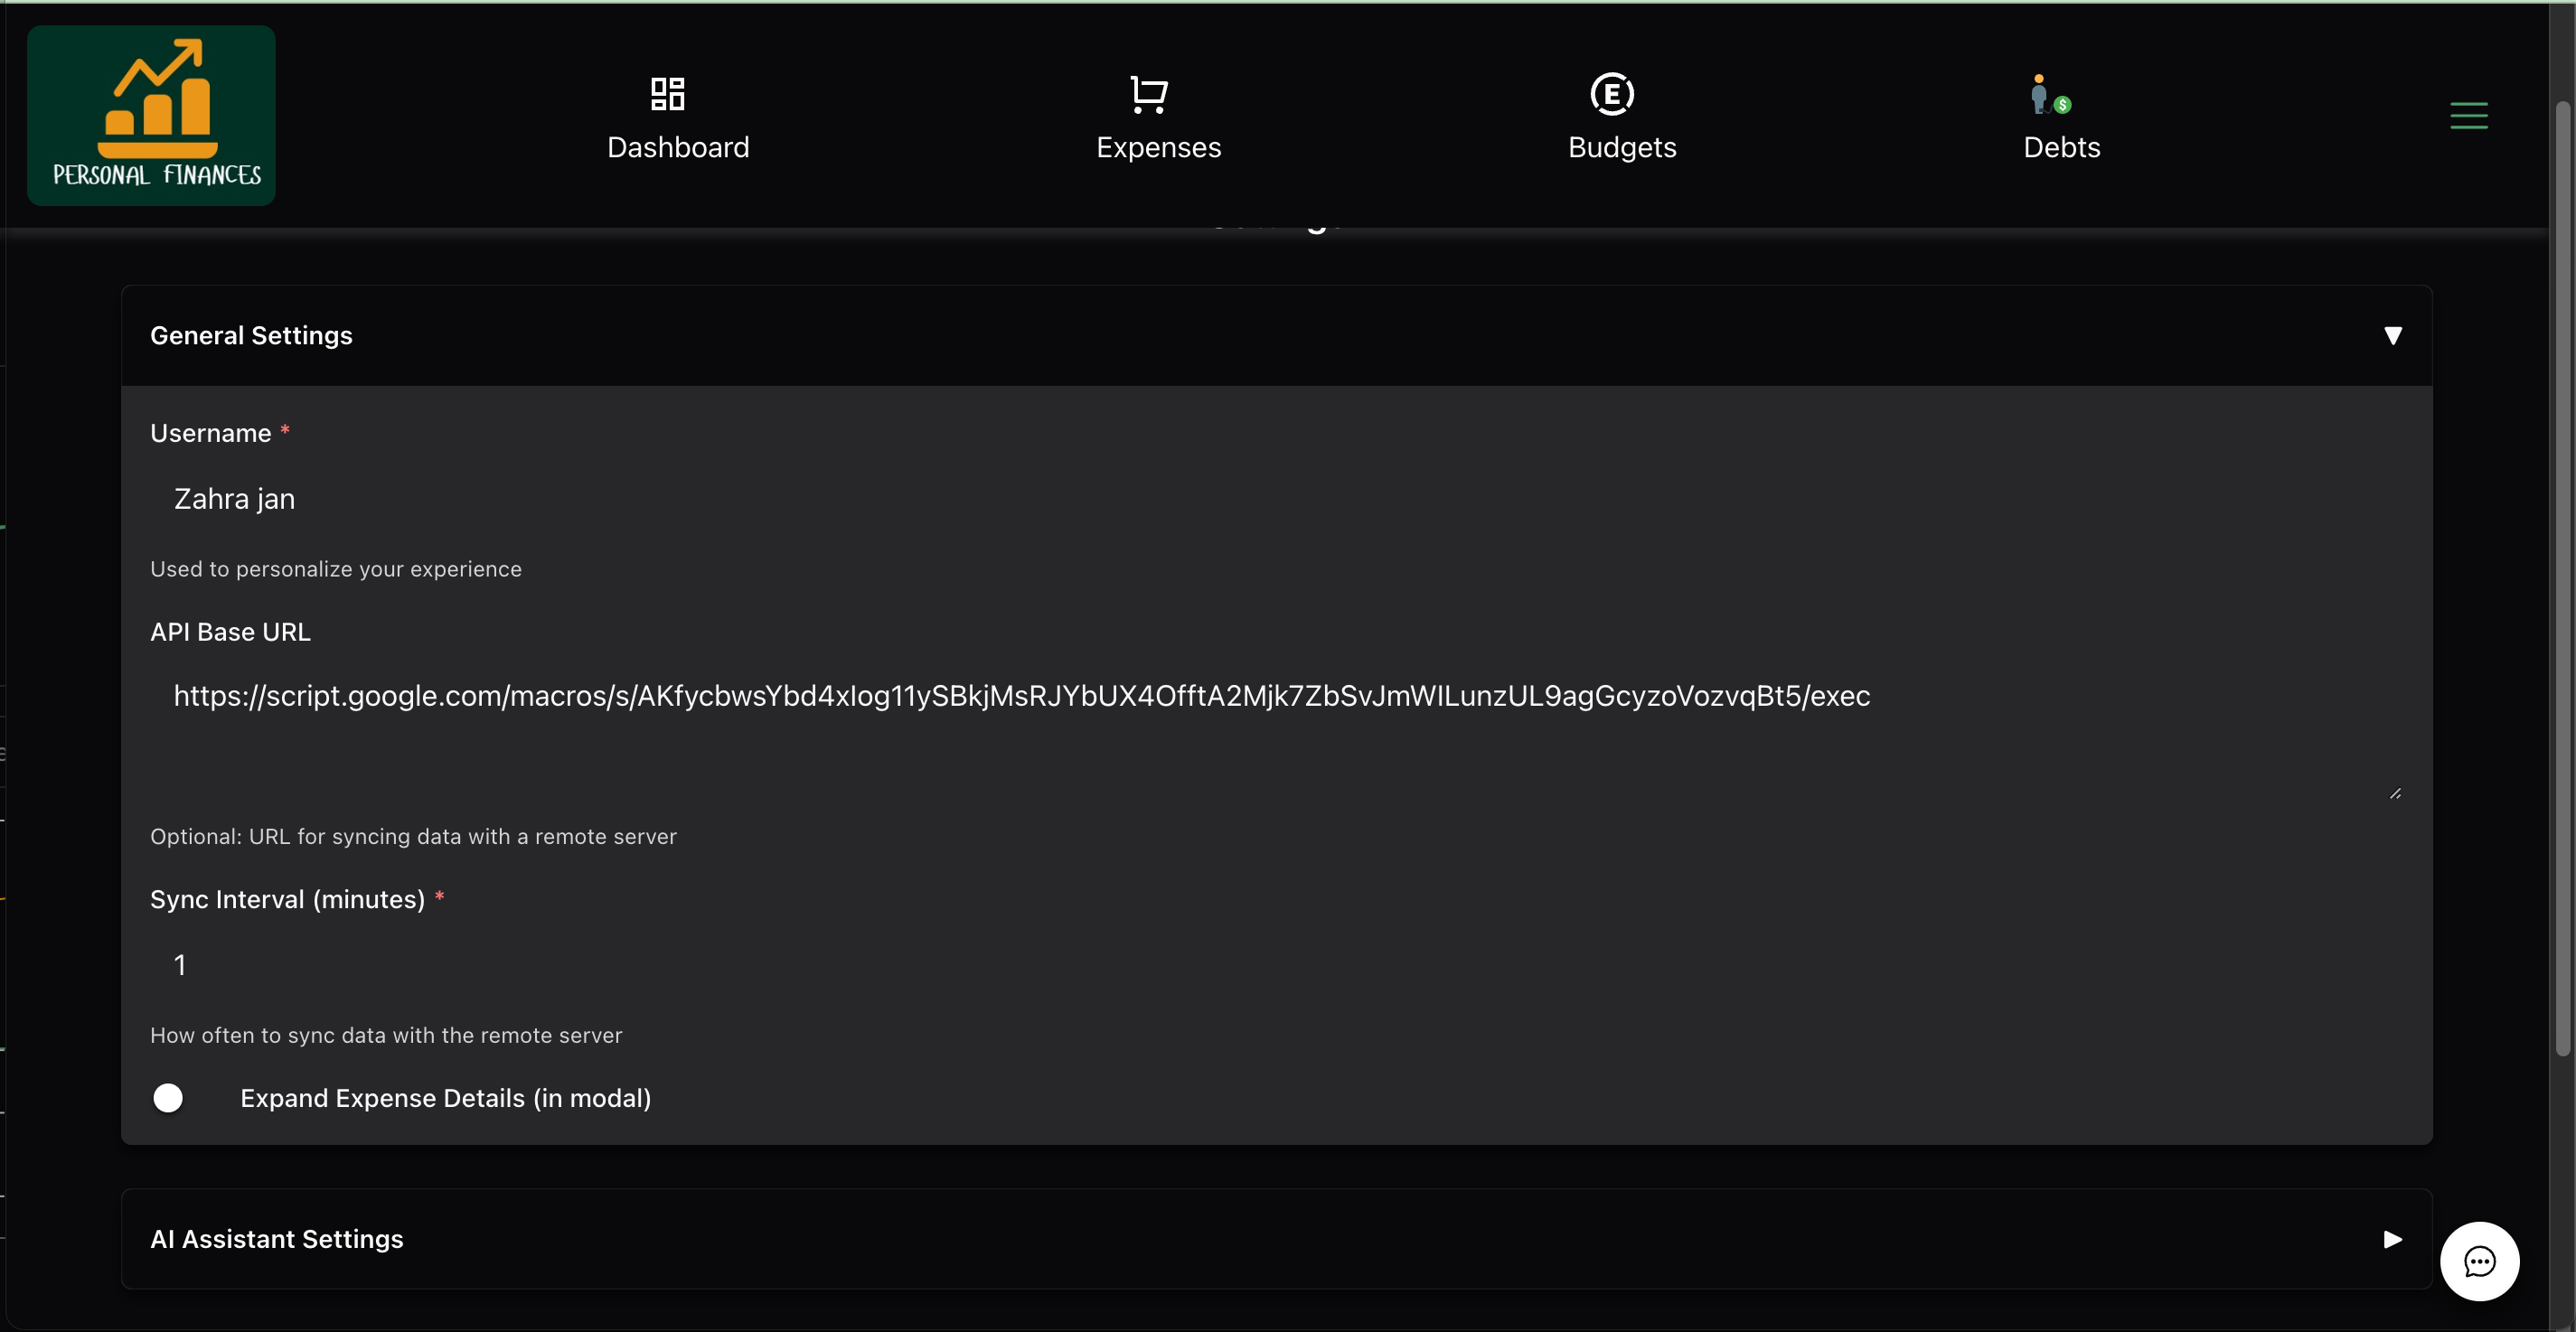 PERSONAL FINANCES
Dashboard
Expenses
E
Budgets
$
Debts
General Settings
Username *
Zahra jan
Used to personalize your experience
API Base URL
https://script.google.com/macros/s/AKfycbwsYbd4xIog11ySBkjMsRJYbUX4OfftA2Mjk7ZbSvJmWILunzUL9agGcyzoVozvqBt5/exec
Optional: URL for syncing data with a remote server
Sync Interval (minutes) *
1
How often to sync data with the remote server
Expand Expense Details (in modal)
AI Assistant Settings